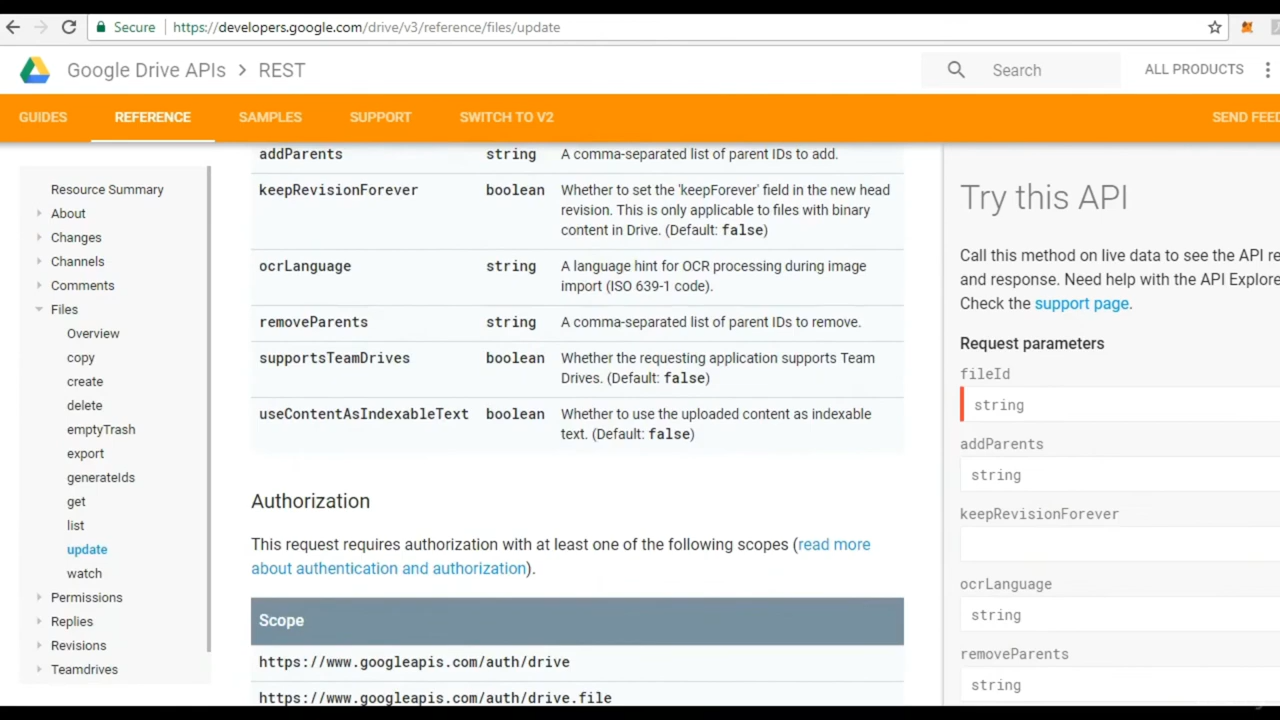 Secure https://developers.google.com/drive/v3/reference/files/update
Google Drive APIs > REST
Search
ALL PRODUCTS
GUIDES
REFERENCE
SAMPLES
SUPPORT
SWITCH TO V2
SEND FEED
Resource Summary
About
Changes
Channels
Comments
Files
Overview
copy
create
delete
emptyTrash
export
generateIds
get
list
update
watch
Permissions
Replies
Revisions
Teamdrives
addParents string A comma-separated list of parent IDs to add.
keepRevisionForever boolean Whether to set the 'keepForever' field in the new head
revision. This is only applicable to files with binary
content in Drive. (Default: false)
ocrLanguage string A language hint for OCR processing during image
import (ISO 639-1 code).
removeParents string A comma-separated list of parent IDs to remove.
supportsTeamDrives boolean Whether the requesting application supports Team
Drives. (Default: false)
useContentAsIndexableText boolean Whether to use the uploaded content as indexable
text. (Default: false)
Authorization
This request requires authorization with at least one of the following scopes (read more
about authentication and authorization).
Scope
https://www.googleapis.com/auth/drive
https://www.googleapis.com/auth/drive.file
Try this API
Call this method on live data to see the API re
and response. Need help with the API Explore
Check the support page.
Request parameters
fileId
string
addParents
string
keepRevisionForever
ocrLanguage
string
removeParents
string